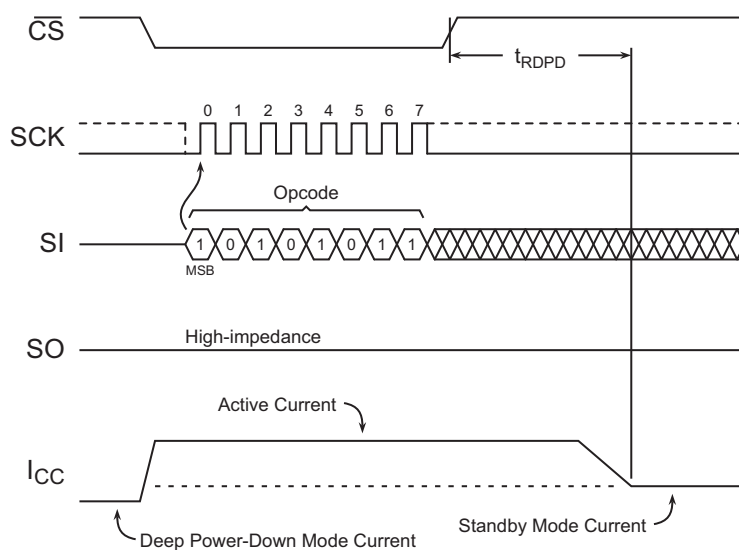 CS
tRDPD
0 1 2 3 4 5 6 7
SCK
Opcode
SI
1 0 1 0 1 0 1 1
MSB
High-impedance
SO
Active Current
ICC
Standby Mode Current
Deep Power-Down Mode Current